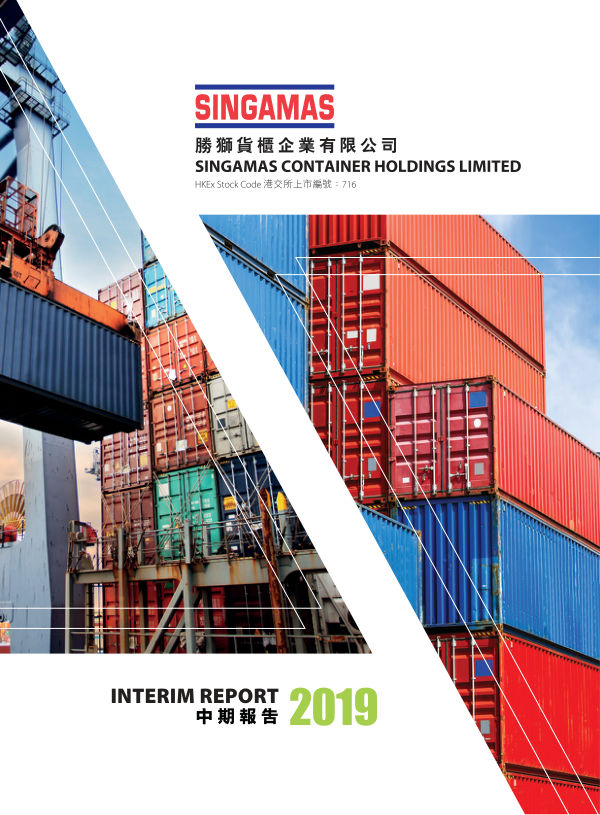 SINGAMAS
勝獅貨櫃企業有限公司
SINGAMAS CONTAINER HOLDINGS LIMITED
HKEx Stock Code 港交所上市編號：716
INTERIM REPORT
中期報告
2019